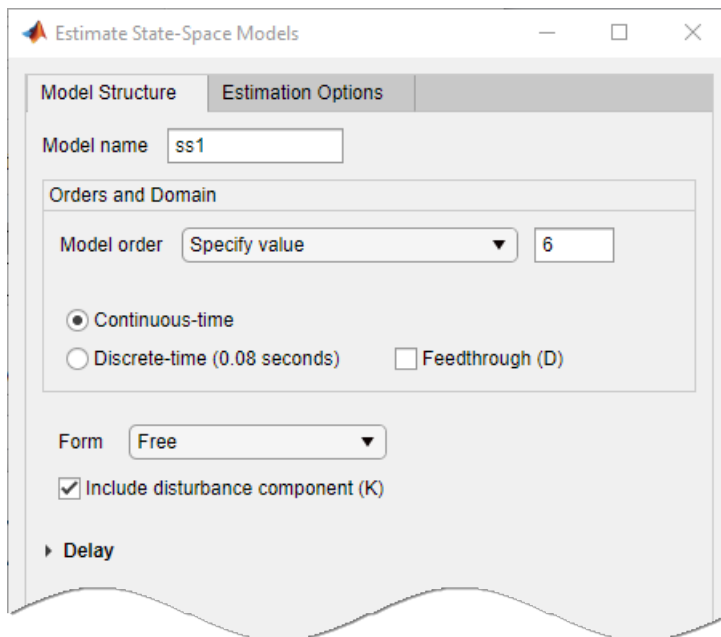 Estimate State-Space Models
Model Structure Estimation Options
Model name ss1
Orders and Domain
Model order Specify value 6
Continuous-time
Discrete-time (0.08 seconds) Feedthrough (D)
Form Free
Include disturbance component (K)
Delay